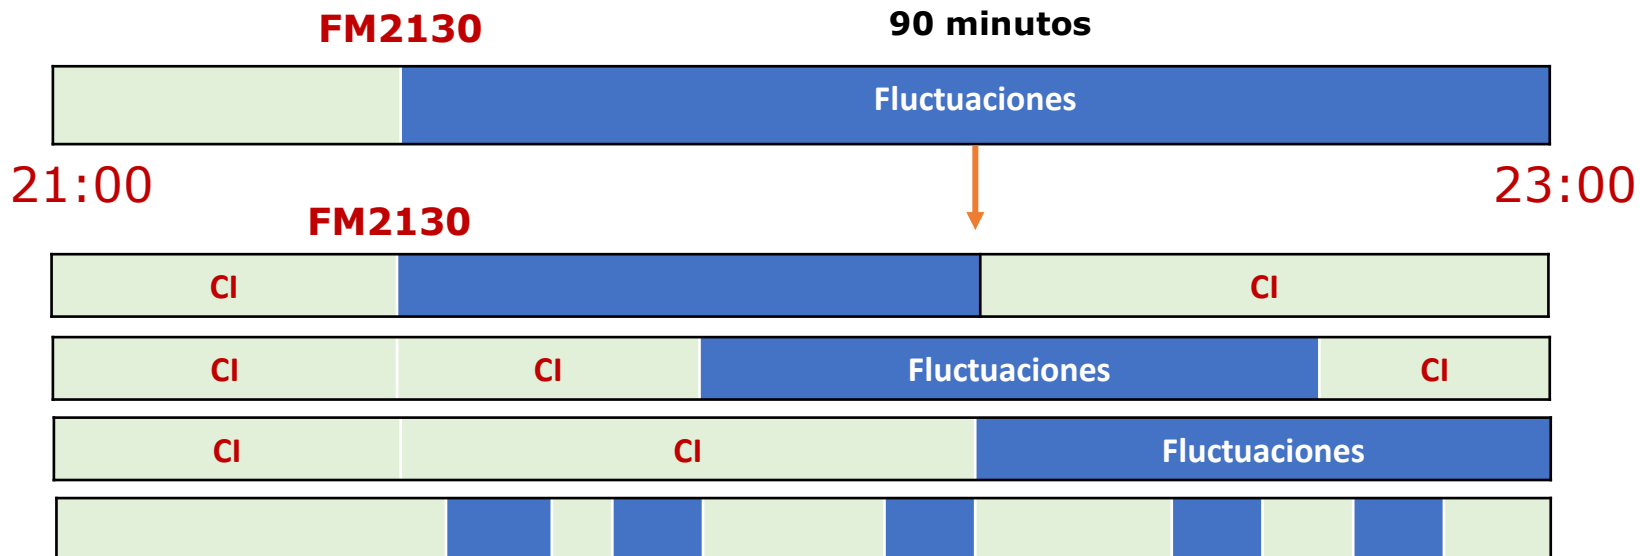 FM2130
90 minutos
Fluctuaciones
21:00
23:00
FM2130
CI
CI
CI
CI
Fluctuaciones
CI
CI
CI
Fluctuaciones